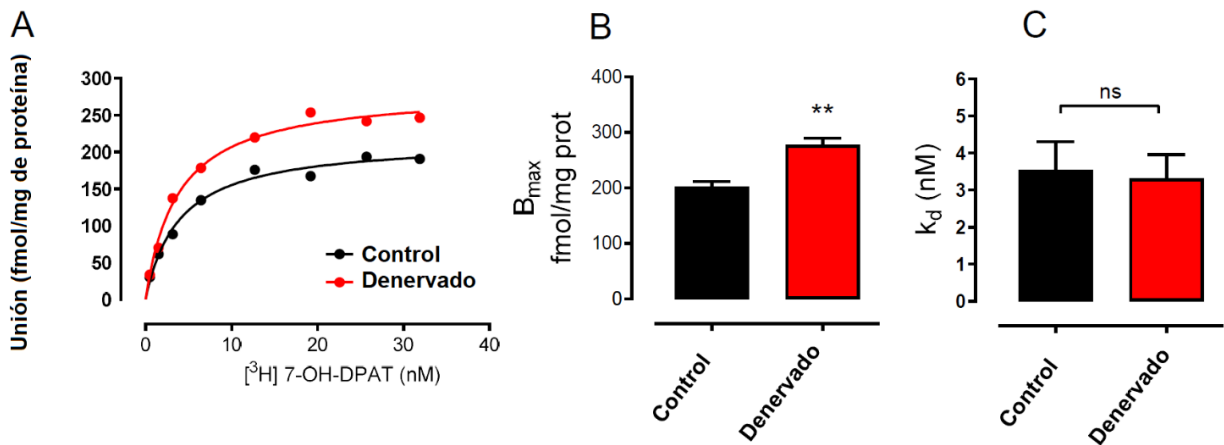 A
Unión (fmol/mg de proteína)
300
250
200
150
100
50
0
0 10 20 30 40
[³H] 7-OH-DPAT (nM)
Control
Denervado
B
Bmax
fmol/mg prot
400
300
200
0
**
Control
Denervado
C
kd (nM)
6
5
4
3
2
1
0
ns
Control
Denervado